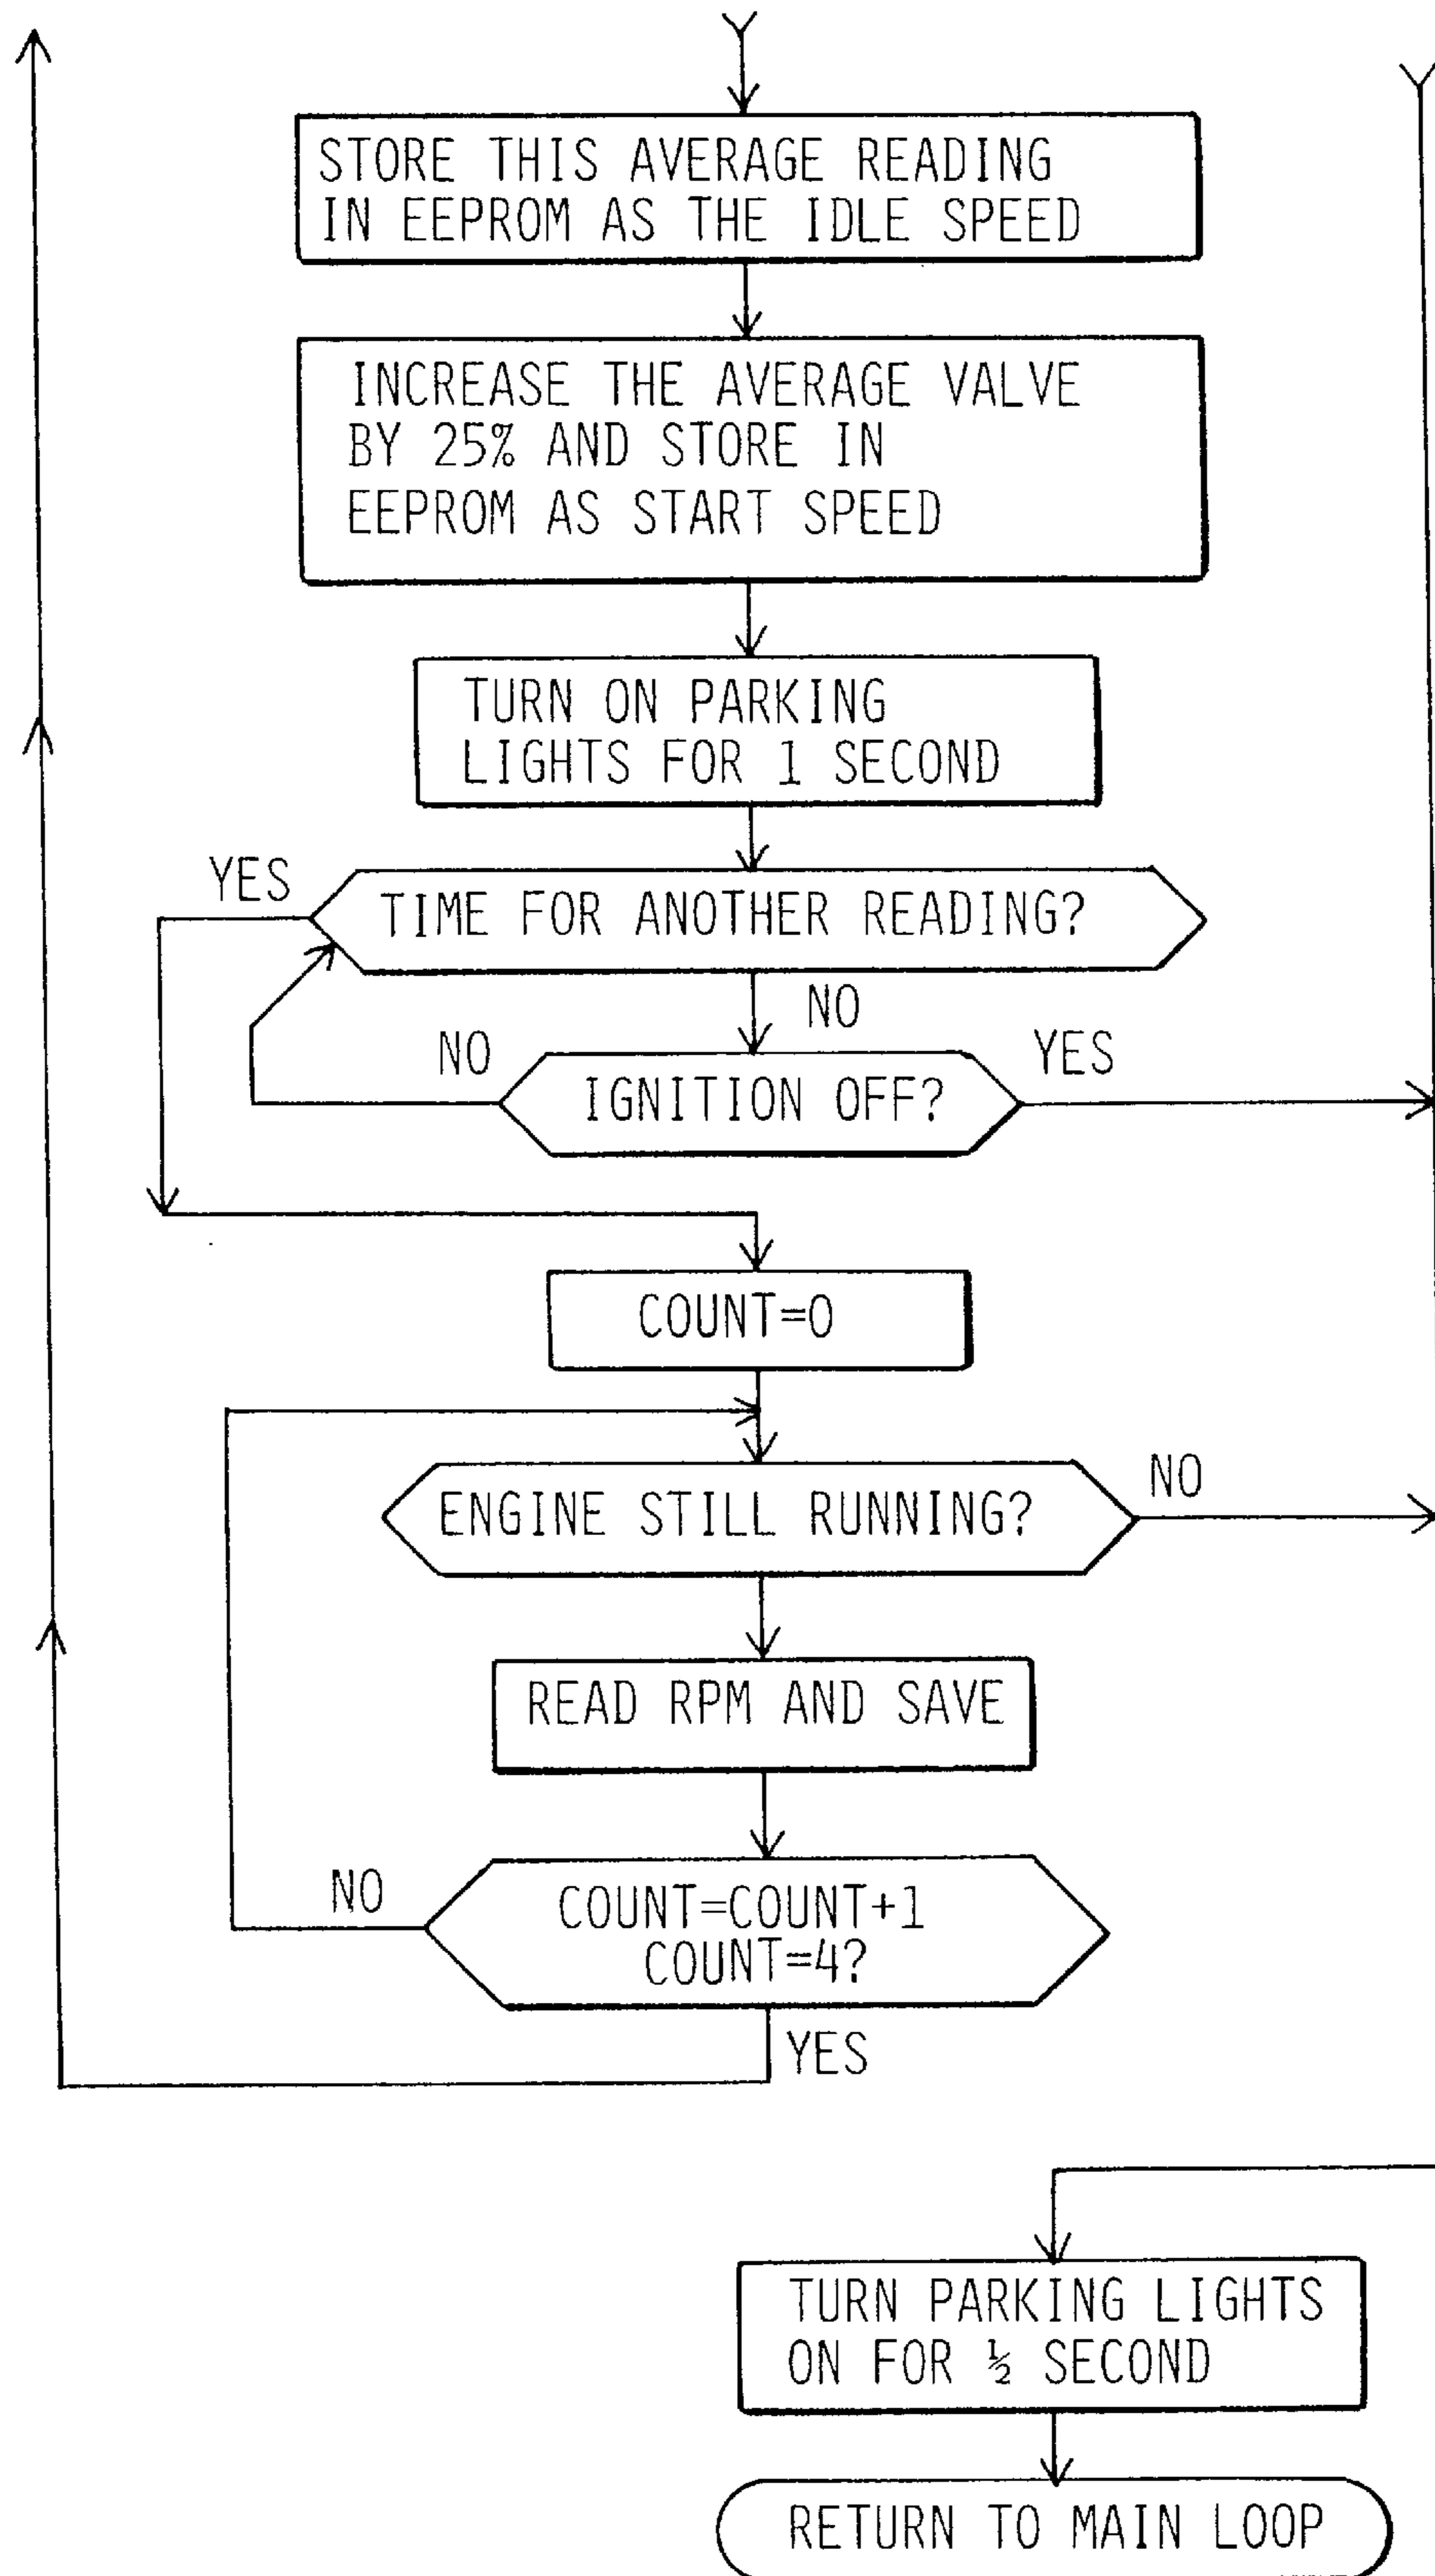 STORE THIS AVERAGE READING
IN EEPROM AS THE IDLE SPEED
INCREASE THE AVERAGE VALVE
BY 25% AND STORE IN
EEPROM AS START SPEED
TURN ON PARKING
LIGHTS FOR 1 SECOND
YES
TIME FOR ANOTHER READING?
NO
NO
YES
IGNITION OFF?
COUNT=0
NO
ENGINE STILL RUNNING?
READ RPM AND SAVE
NO
COUNT=COUNT+1
COUNT=4?
YES
TURN PARKING LIGHTS
ON FOR ½ SECOND
RETURN TO MAIN LOOP